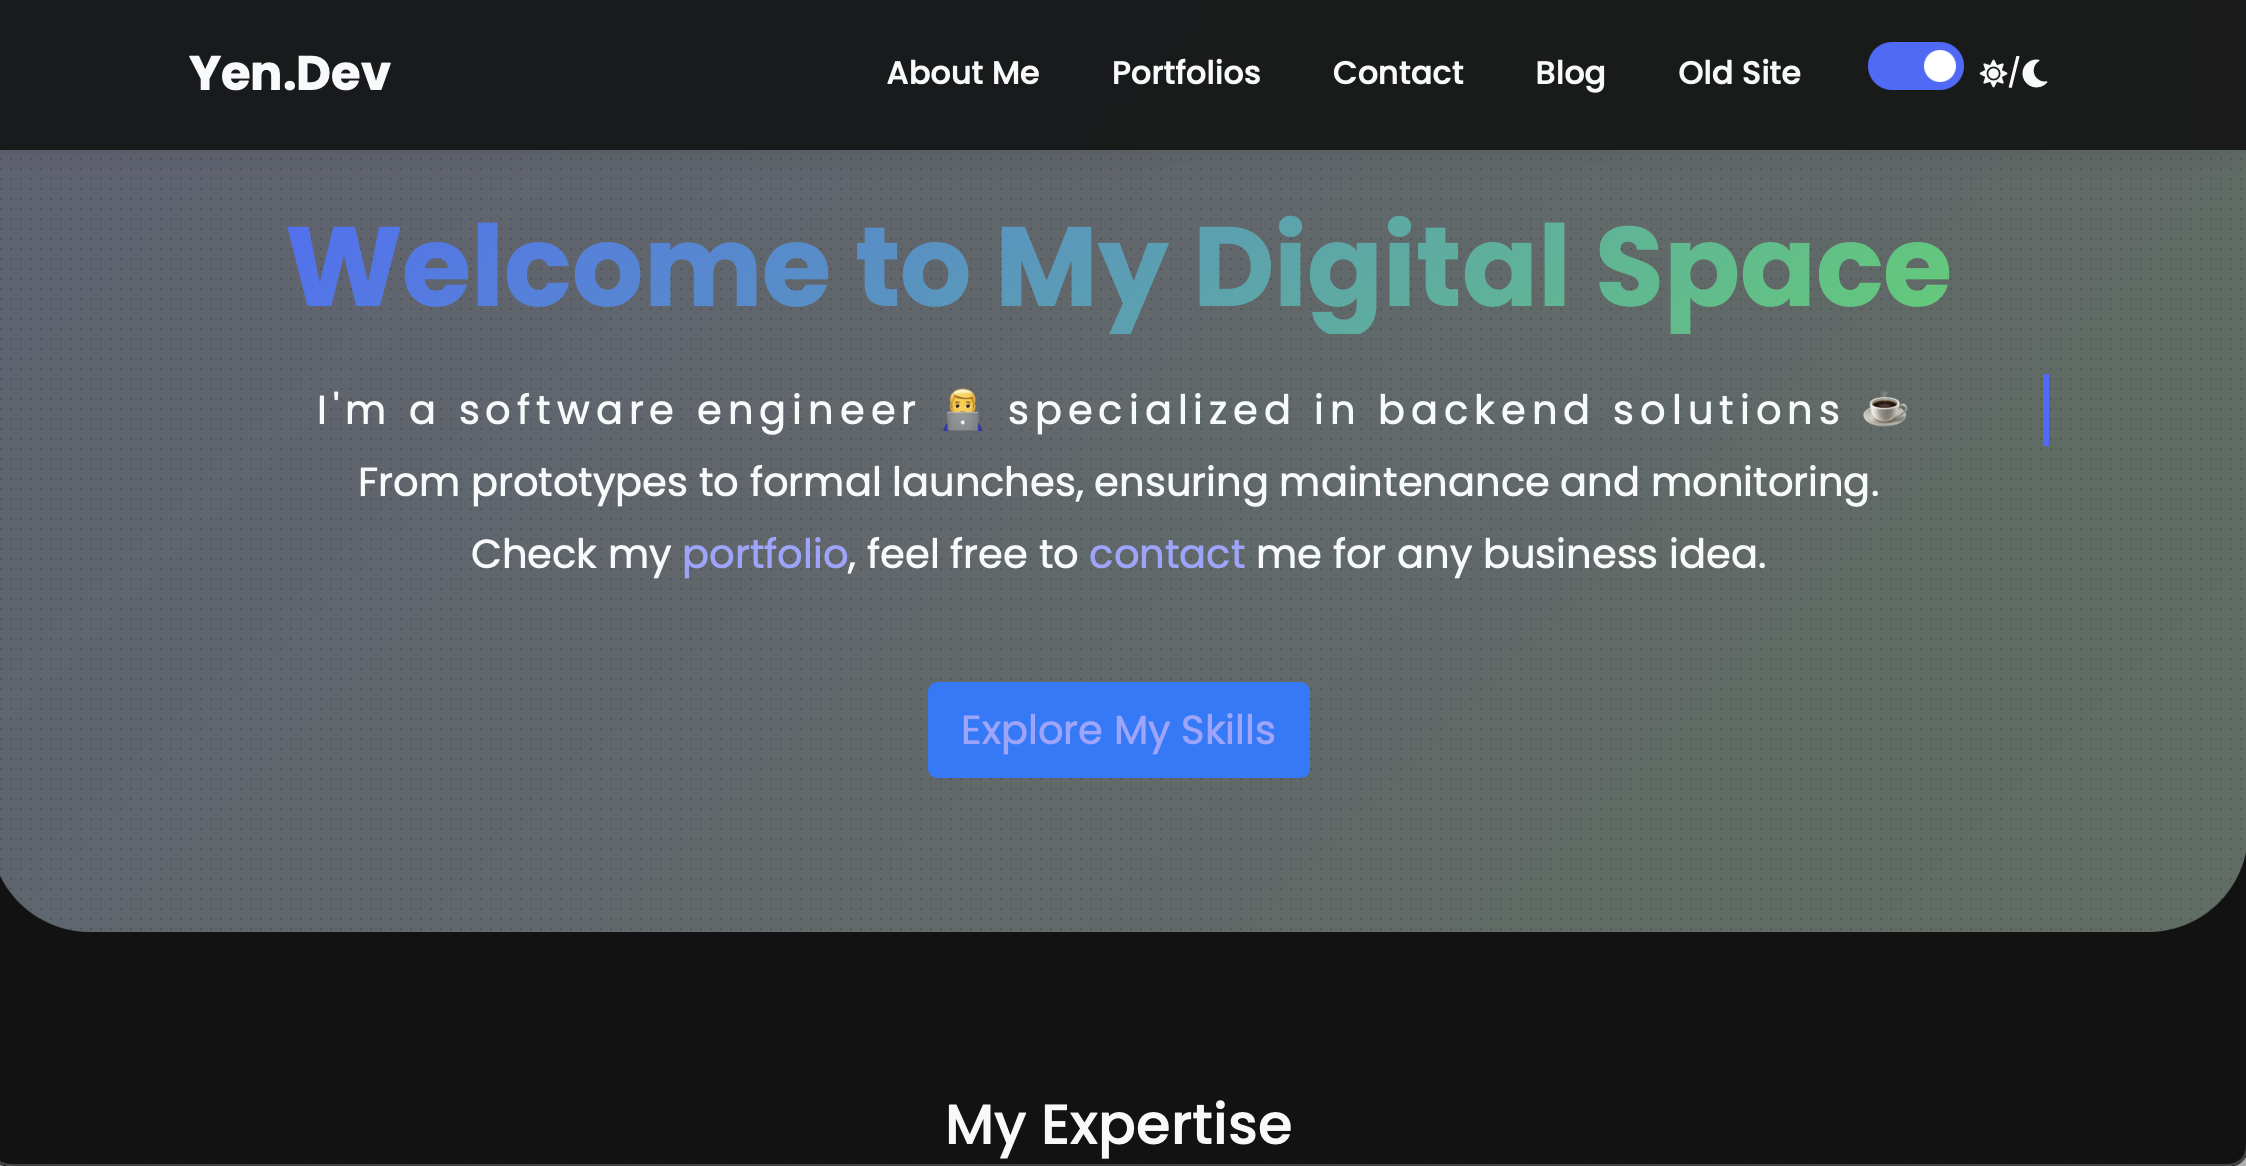 Yen.Dev
About Me Portfolios Contact Blog Old Site /
Welcome to My Digital Space
I'm a software engineer 👨‍💻 specialized in backend solutions ☕
From prototypes to formal launches, ensuring maintenance and monitoring.
Check my portfolio, feel free to contact me for any business idea.
Explore My Skills
My Expertise